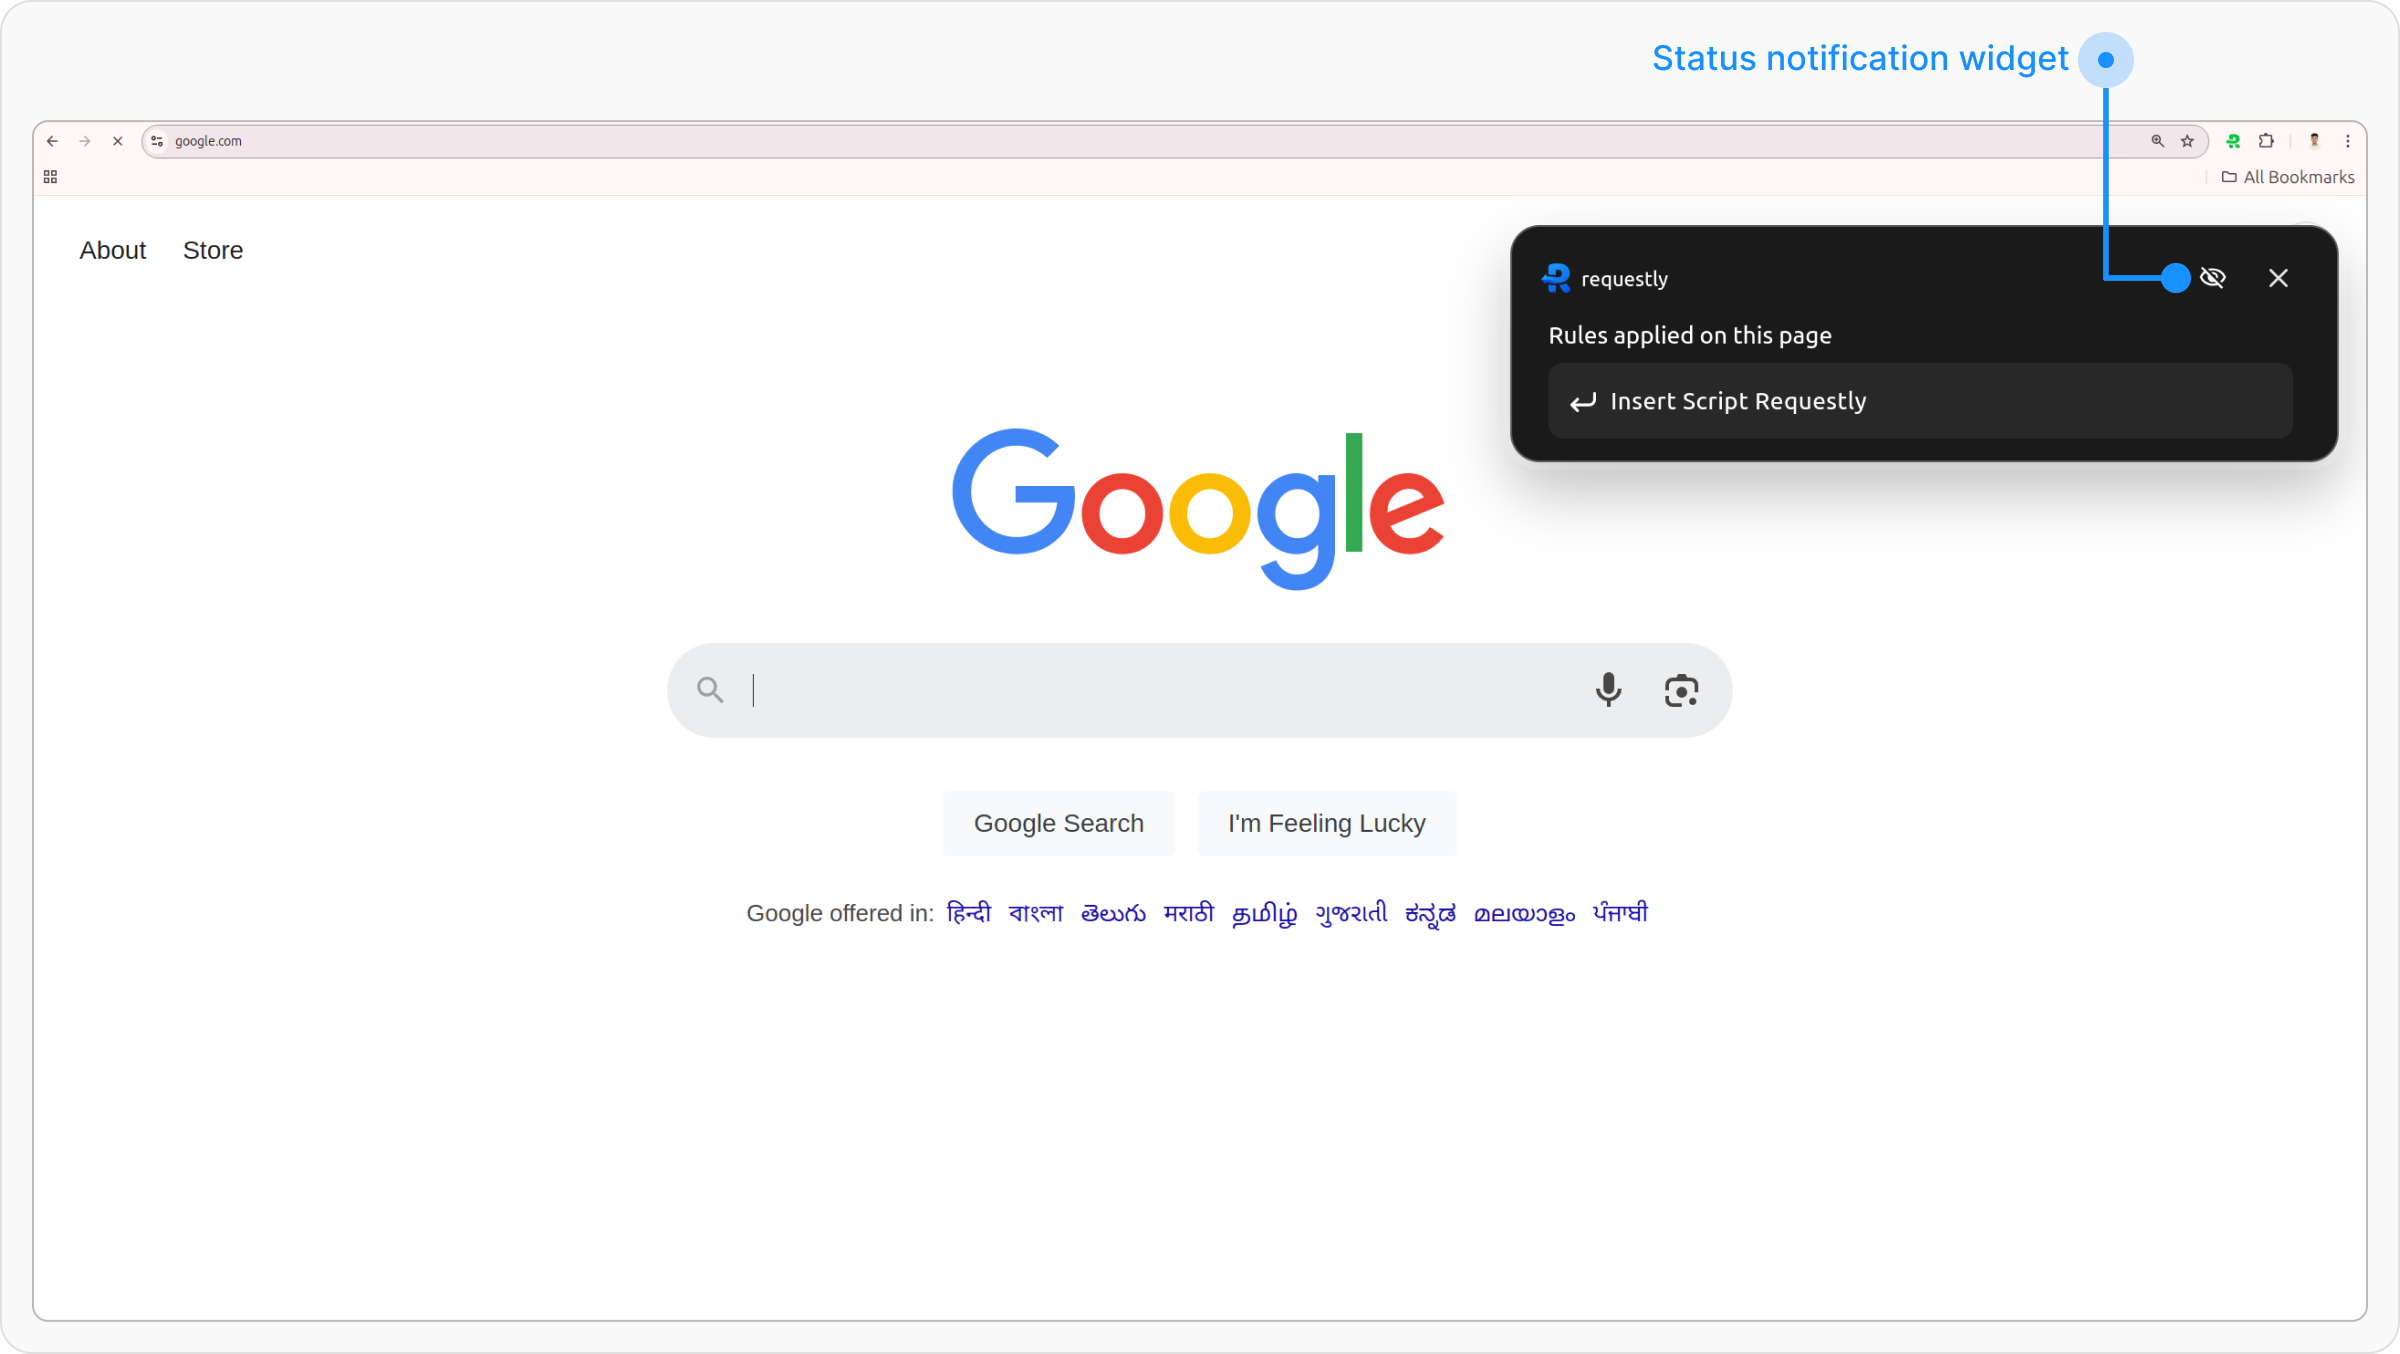 Status notification widget
google.com
All Bookmarks
About Store
requestly
Rules applied on this page
Insert Script Requestly
Google
Google Search I'm Feeling Lucky
Google offered in: हिन्दी বাংলা తెలుగు मराठी தமிழ் ગુજરાતી ಕನ್ನಡ മലയാളം ਪੰਜਾਬੀ